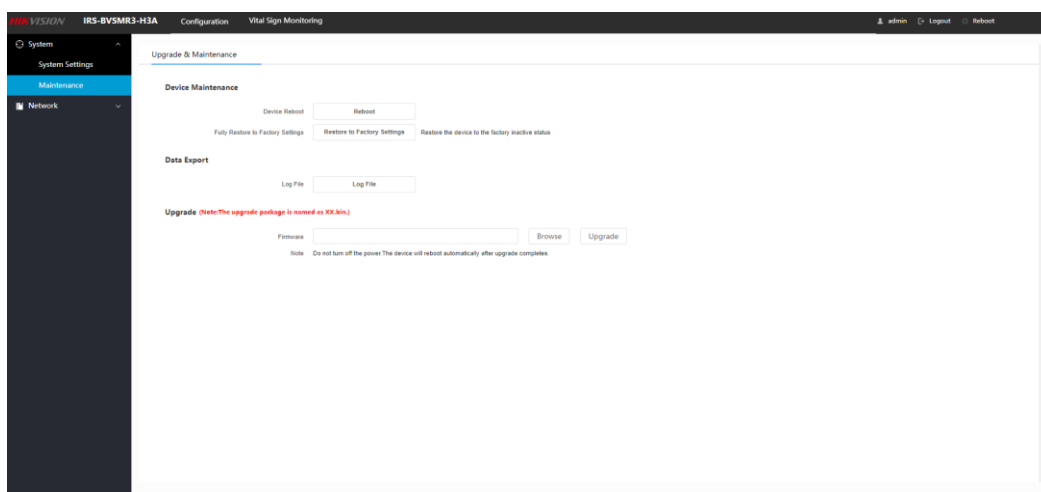 HIKVISION IRS-BVSMR3-H3A Configuration Vital Sign Monitoring admin Logout Reboot
System
System Settings
Maintenance
Network
Upgrade & Maintenance
Device Maintenance
Device Reboot Reboot
Fully Restore to Factory Settings Restore to Factory Settings Restore the device to the factory inactive status
Data Export
Log File Log File
Upgrade (Note:The upgrade package is named as XX.bin.)
Firmware Browse Upgrade
Note Do not turn off the power.The device will reboot automatically after upgrade completes.